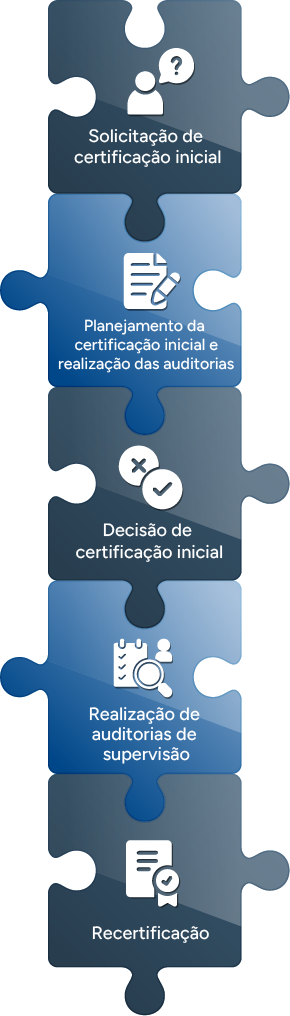 Solicitação de
certificação inicial
Planejamento da
certificação inicial e
realização das auditorias
Decisão de
certificação inicial
Realização de
auditorias de
supervisão
Recertificação